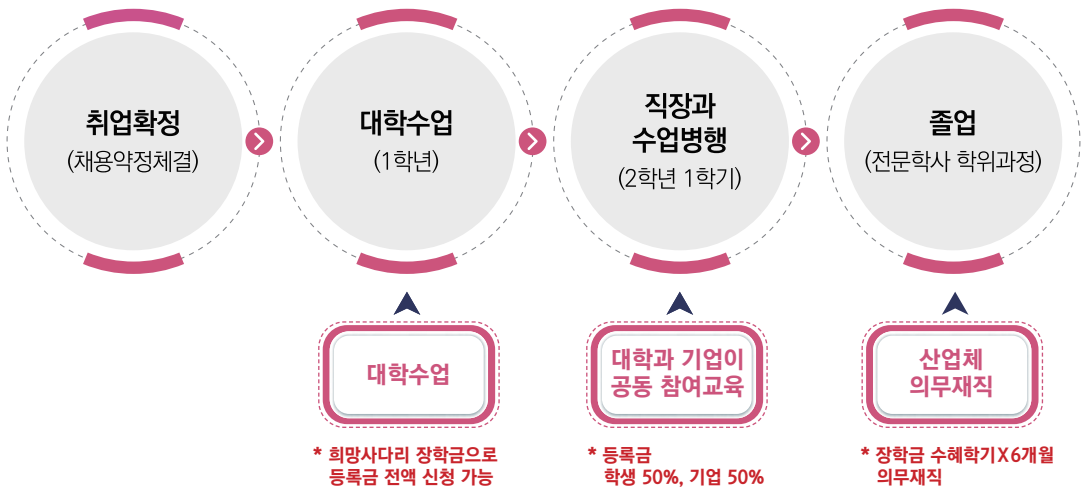 취업확정
(채용약정체결)
대학수업
(1학년)
직장과
수업병행
(2학년 1학기)
졸업
(전문학사 학위과정)
대학수업
대학과 기업이
공동 참여교육
산업체
의무재직
* 희망사다리 장학금으로
등록금 전액 신청 가능
* 등록금
학생 50%, 기업 50%
* 장학금 수혜학기X6개월
의무재직